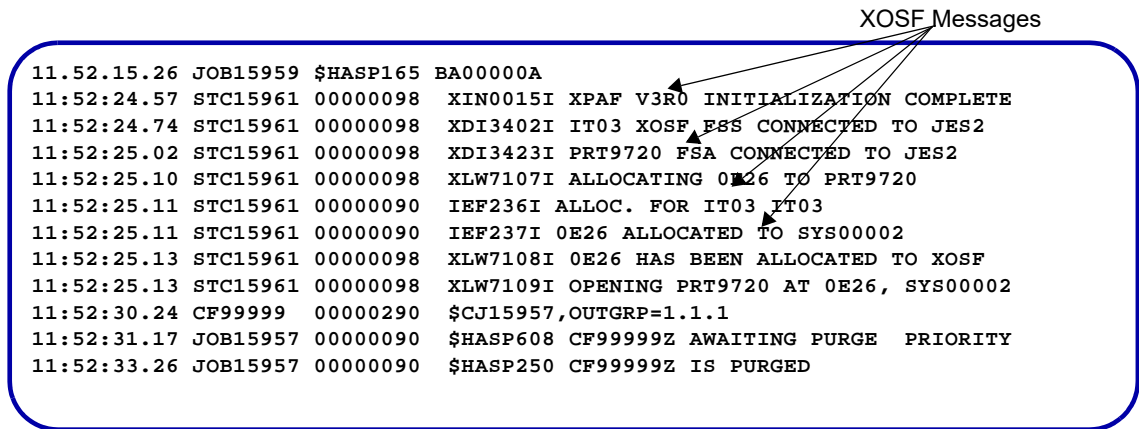 XOSF Messages
11.52.15.26 JOB15959 $HASP165 BA00000A
11:52:24.57 STC15961 00000098  XIN0015I XPAF V3R0 INITIALIZATION COMPLETE
11:52:24.74 STC15961 00000098  XDI3402I IT03 XOSF FSS CONNECTED TO JES2
11:52:25.02 STC15961 00000098  XDI3423I PRT9720 FSA CONNECTED TO JES2
11:52:25.10 STC15961 00000098  XLW7107I ALLOCATING 0E26 TO PRT9720
11:52:25.11 STC15961 00000090  IEF236I ALLOC. FOR IT03 IT03
11:52:25.11 STC15961 00000090  IEF237I 0E26 ALLOCATED TO SYS00002
11:52:25.13 STC15961 00000098  XLW7108I 0E26 HAS BEEN ALLOCATED TO XOSF
11:52:25.13 STC15961 00000098  XLW7109I OPENING PRT9720 AT 0E26, SYS00002
11:52:30.24 CF99999  00000290  $CJ15957,OUTGRP=1.1.1
11:52:31.17 JOB15957 00000090  $HASP608 CF99999Z AWAITING PURGE  PRIORITY
11:52:33.26 JOB15957 00000090  $HASP250 CF99999Z IS PURGED